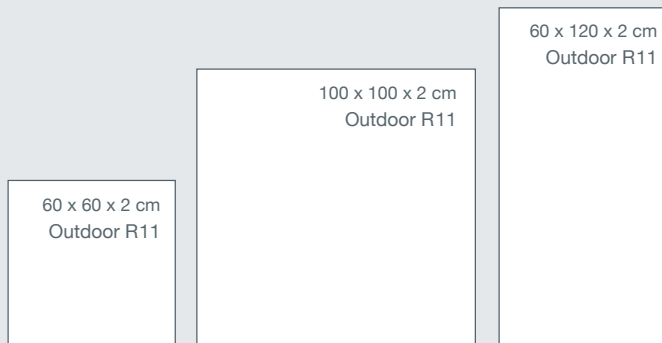 60 x 60 x 2 cm
Outdoor R11
100 x 100 x 2 cm
Outdoor R11
60 x 120 x 2 cm
Outdoor R11